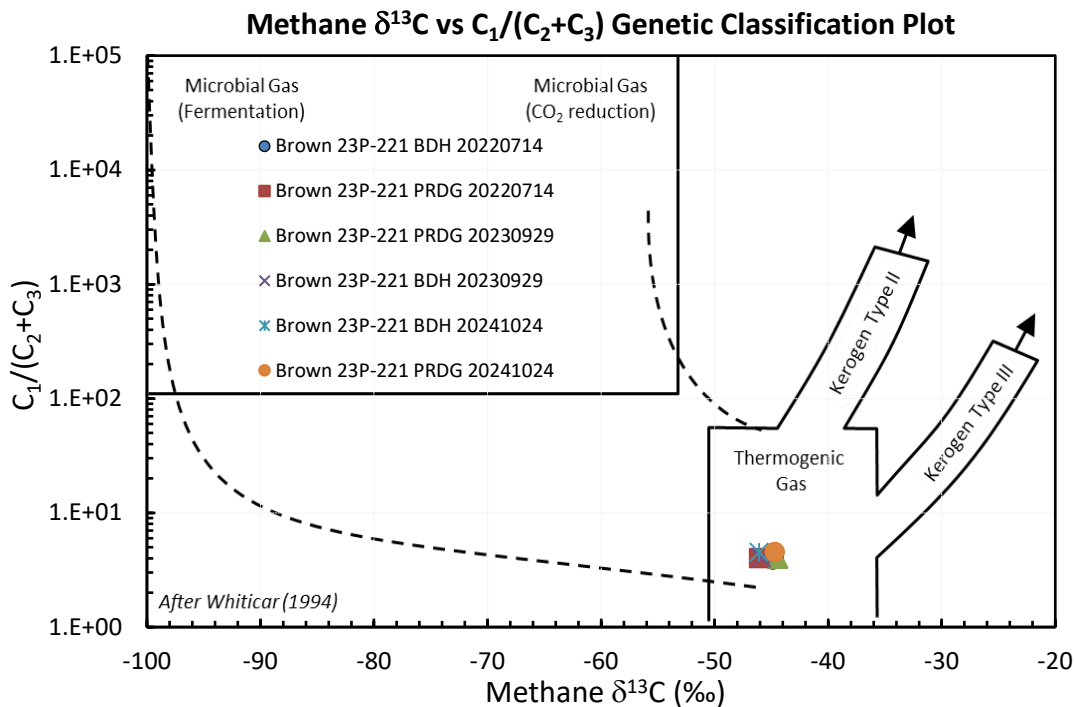 Methane δ¹³C vs C₁/(C₂+C₃) Genetic Classification Plot
1.E+05
1.E+04
1.E+03
1.E+02
1.E+01
1.E+00
C₁/(C₂+C₃)
Microbial Gas
(Fermentation)
Microbial Gas
(CO₂ reduction)
Brown 23P-221 BDH 20220714
Brown 23P-221 PRDG 20220714
Brown 23P-221 PRDG 20230929
Brown 23P-221 BDH 20230929
Brown 23P-221 BDH 20241024
Brown 23P-221 PRDG 20241024
Kerogen Type II
Kerogen Type III
Thermogenic
Gas
After Whiticar (1994)
-100
-90
-80
-70
-60
-50
-40
-30
-20
Methane δ¹³C (‰)